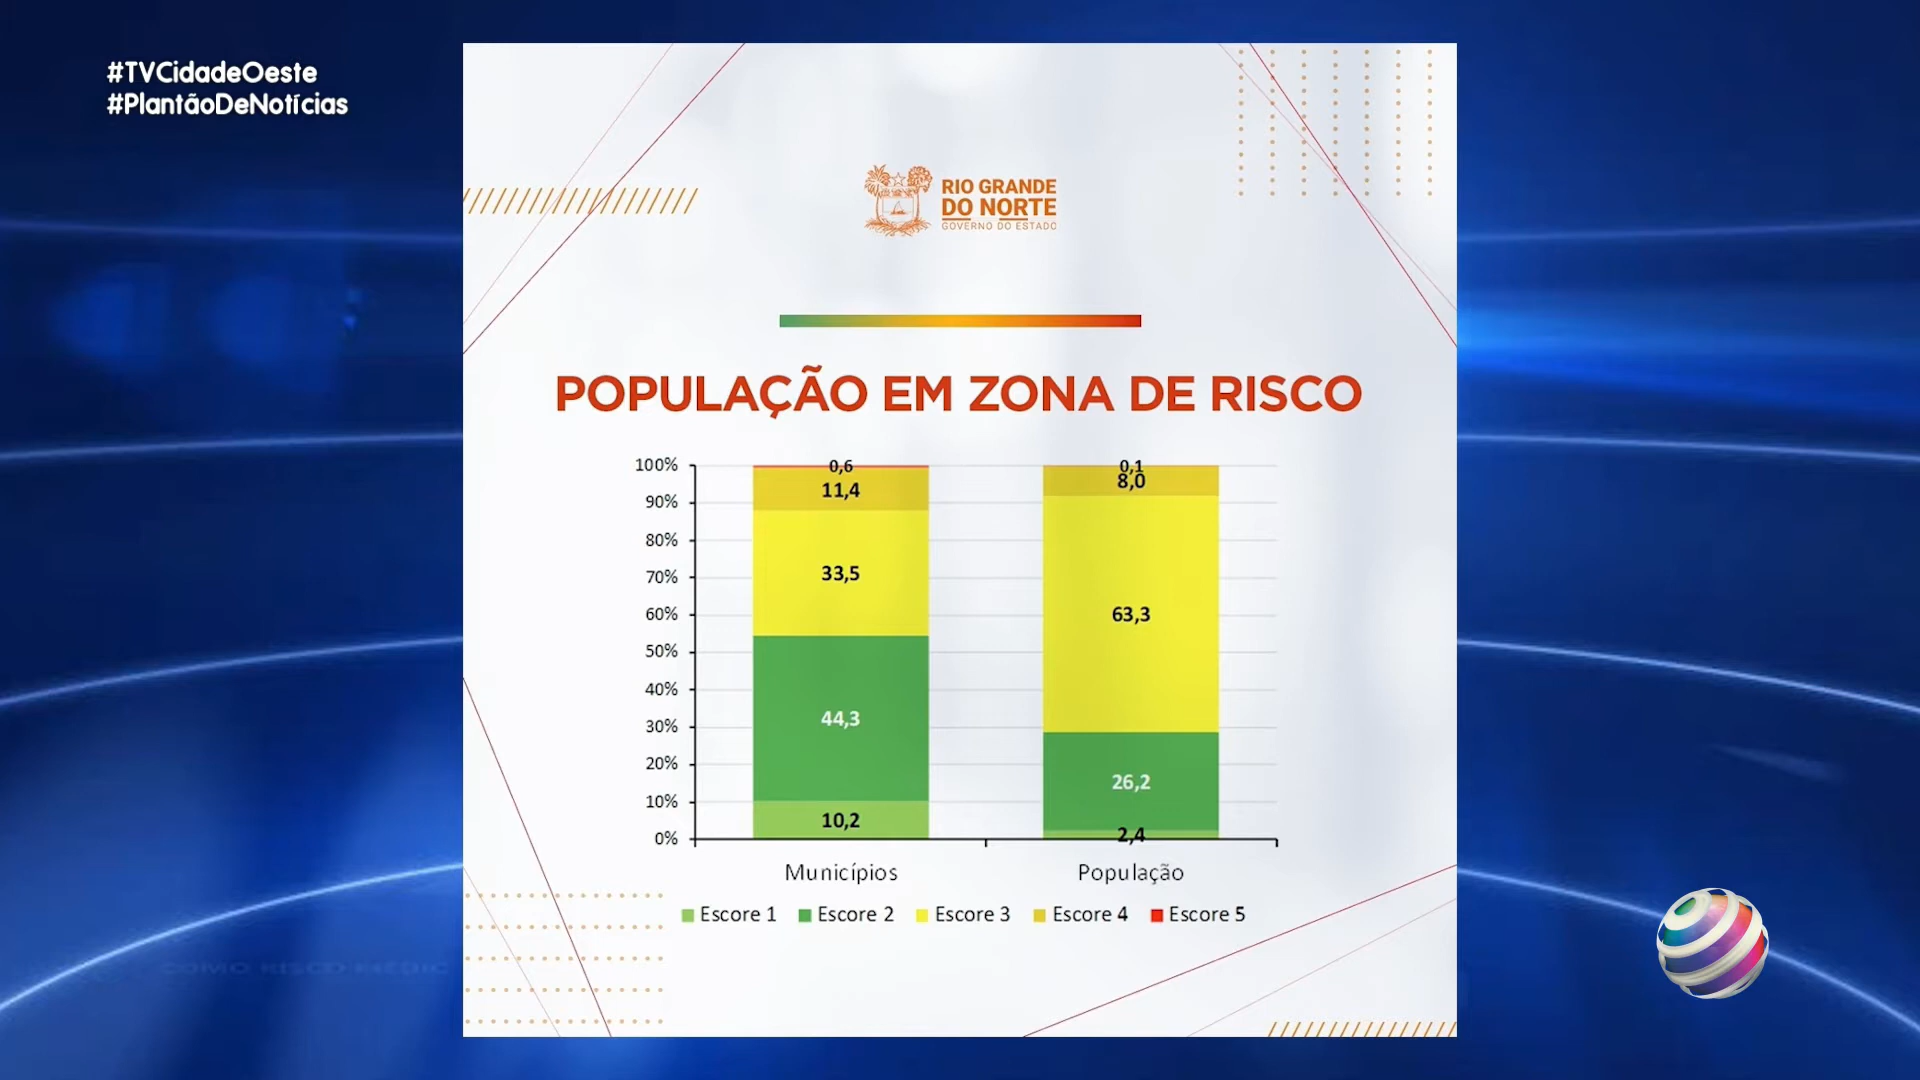 #TVCidadeOeste
#PlantãoDeNotícias
RIO GRANDE
DO NORTE
GOVERNO DO ESTADO
POPULAÇÃO EM ZONA DE RISCO
100%
90%
80%
70%
60%
50%
40%
30%
20%
10%
0%
0,6
11,4
33,5
44,3
10,2
0,1
8,0
63,3
26,2
2,4
Municípios
População
Escore 1 Escore 2 Escore 3 Escore 4 Escore 5